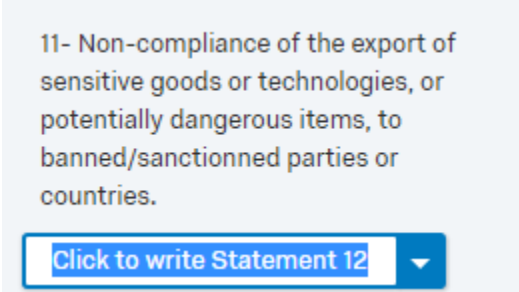 11- Non-compliance of the export of
sensitive goods or technologies, or
potentially dangerous items, to
banned/sanctionned parties or
countries.
Click to write Statement 12